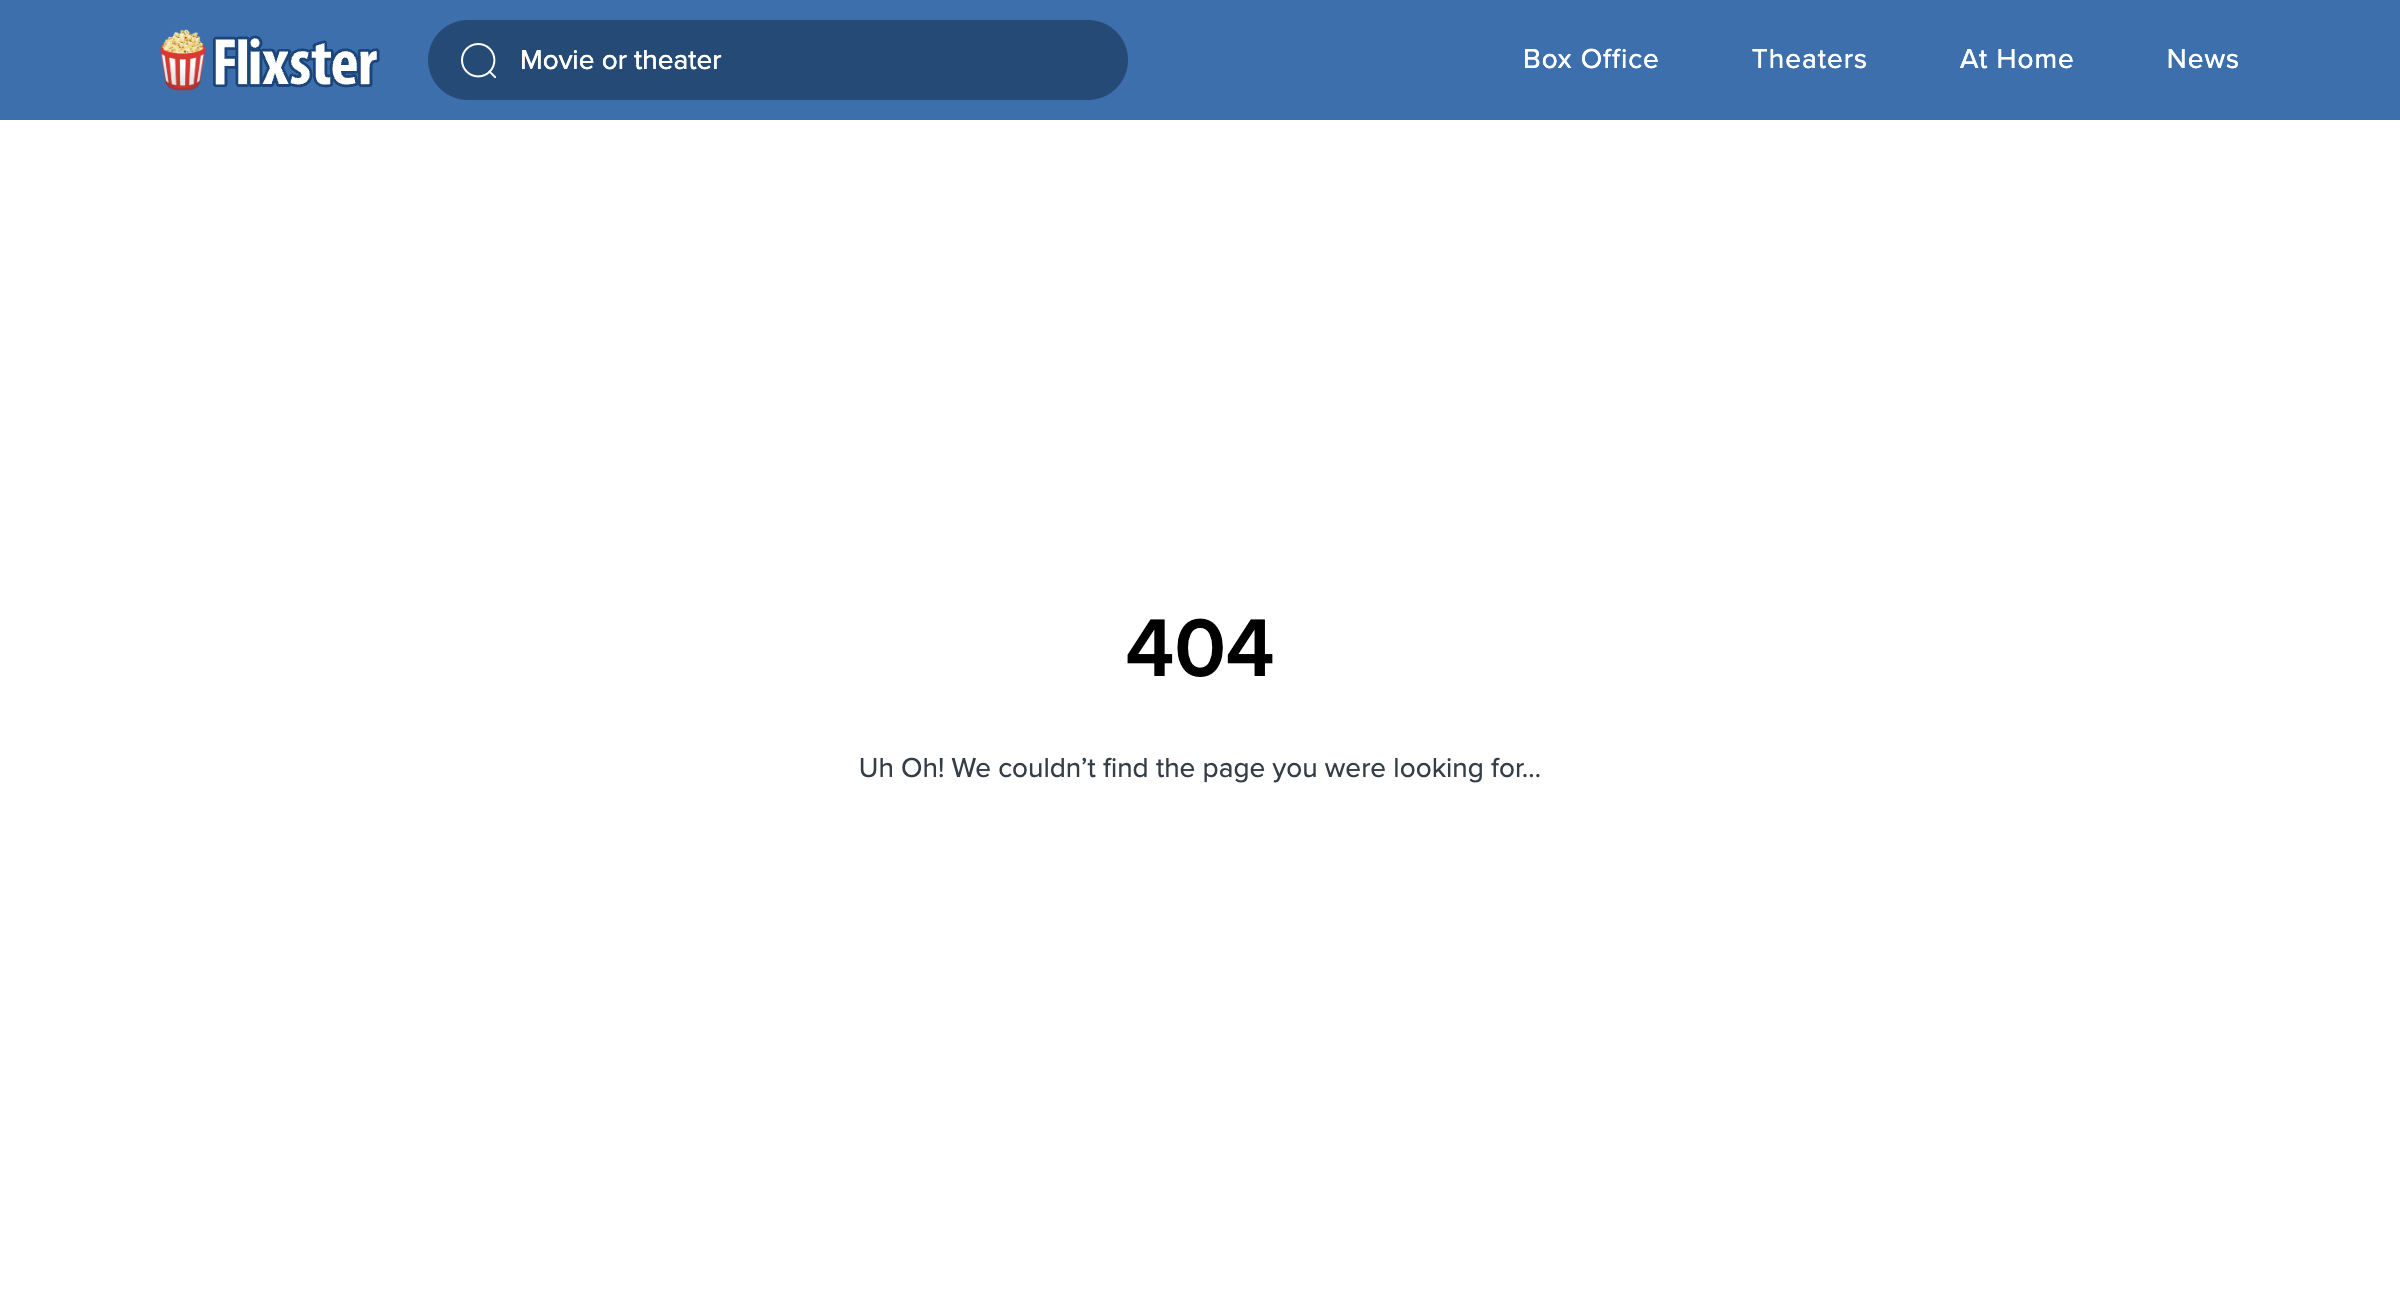 Flixster
Movie or theater
Box Office
Theaters
At Home
News
404
Uh Oh! We couldn’t find the page you were looking for...